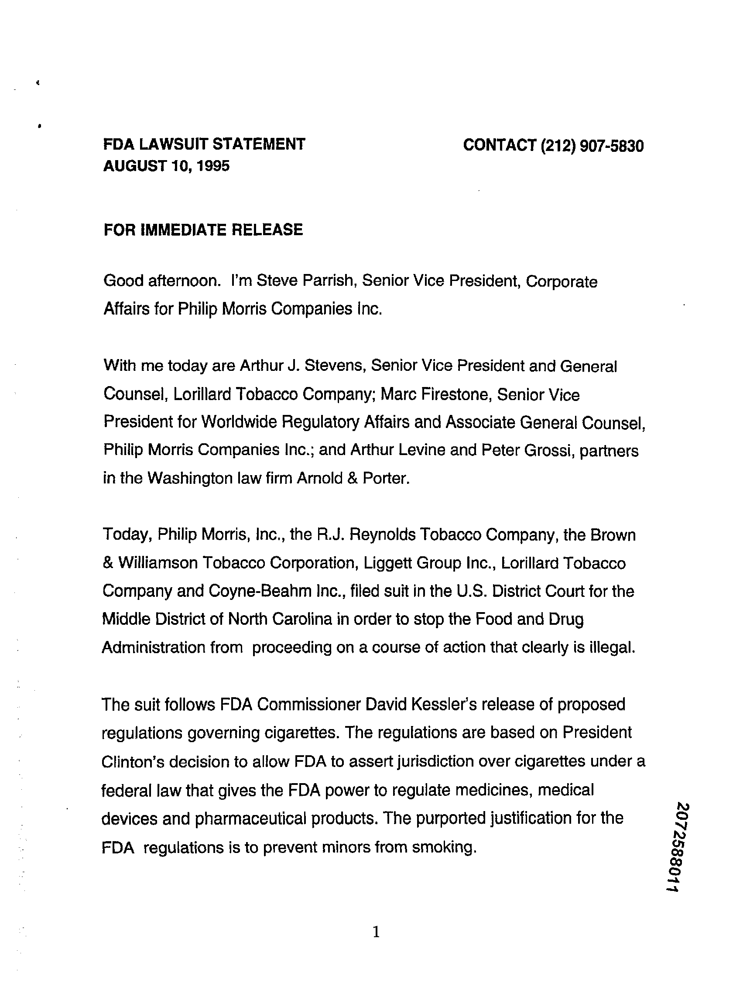 FDA LAWSUIT STATEMENT CONTACT (212) 907-5830
AUGUST 10, 1995
FOR IMMEDIATE RELEASE
Good afternoon. I'm Steve Parrish, Senior Vice President, Corporate
Affairs for Philip Morris Companies Inc.
With me today are Arthur J. Stevens, Senior Vice President and General
Counsel, Lorillard Tobacco Company; Marc Firestone, Senior Vice
President for Worldwide Regulatory Affairs and Associate General Counsel,
Philip Morris Companies Inc.; and Arthur Levine and Peter Grossi, partners
in the Washington law firm Arnold & Porter.
Today, Philip Morris, Inc., the R.J. Reynolds Tobacco Company, the Brown
& Williamson Tobacco Corporation, Liggett Group Inc., Lorillard Tobacco
Company and Coyne-Beahm Inc., filed suit in the U.S. District Court for the
Middle District of North Carolina in order to stop the Food and Drug
Administration from proceeding on a course of action that clearly is illegal.
The suit follows FDA Commissioner David Kessler's release of proposed
regulations governing cigarettes. The regulations are based on President
Clinton's decision to allow FDA to assert jurisdiction over cigarettes under a
federal law that gives the FDA power to regulate medicines, medical
devices and pharmaceutical products. The purported justification for the
FDA regulations is to prevent minors from smoking.
2072588011
1